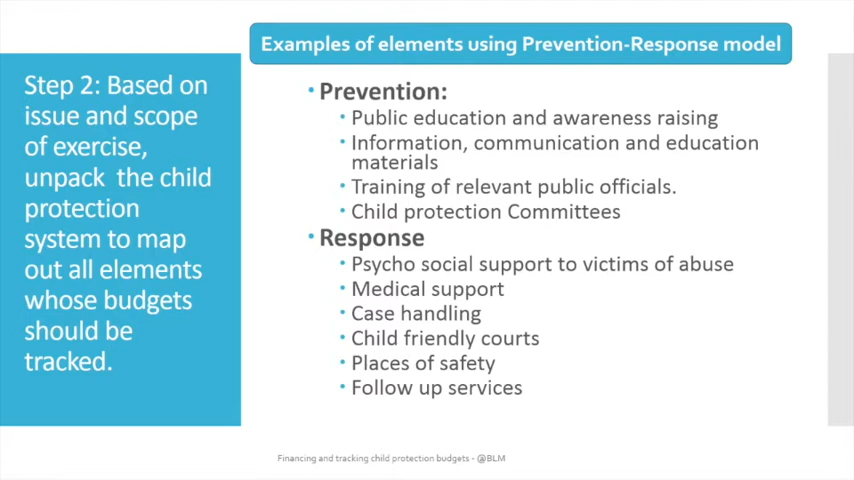 Examples of elements using Prevention-Response model
Step 2: Based on
issue and scope
of exercise,
unpack the child
protection
system to map
out all elements
whose budgets
should be
tracked.
• Prevention:
• Public education and awareness raising
• Information, communication and education
materials
• Training of relevant public officials.
• Child protection Committees
• Response
• Psycho social support to victims of abuse
• Medical support
• Case handling
• Child friendly courts
• Places of safety
• Follow up services
Financing and tracking child protection budgets - @BLM